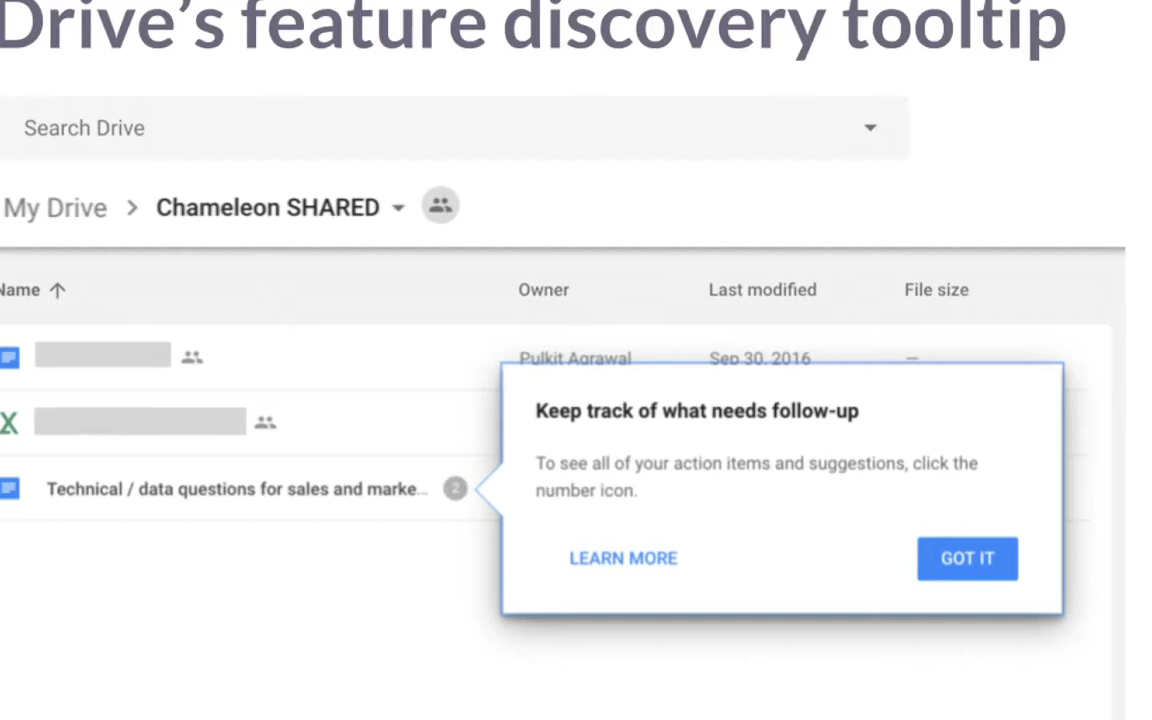 Drive's feature discovery tooltip
Search Drive
My Drive > Chameleon SHARED
Name ↑ Owner Last modified File size
Pulkit Agrawal Sep 30, 2016 —
Keep track of what needs follow-up
To see all of your action items and suggestions, click the
number icon.
Technical / data questions for sales and marke... 2
LEARN MORE GOT IT